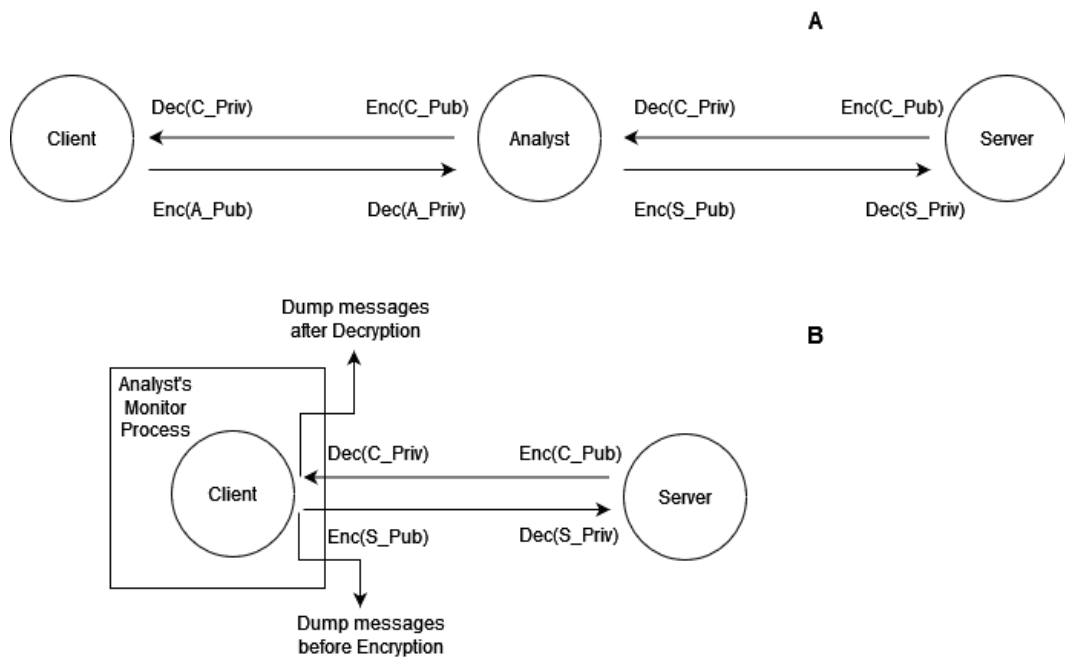 A
Dec(C_Priv)
Enc(C_Pub)
Dec(C_Priv)
Enc(C_Pub)
Client
Analyst
Server
Enc(A_Pub)
Dec(A_Priv)
Enc(S_Pub)
Dec(S_Priv)
Dump messages
after Decryption
B
Analyst's
Monitor
Process
Dec(C_Priv)
Enc(C_Pub)
Client
Server
Enc(S_Pub)
Dec(S_Priv)
Dump messages
before Encryption